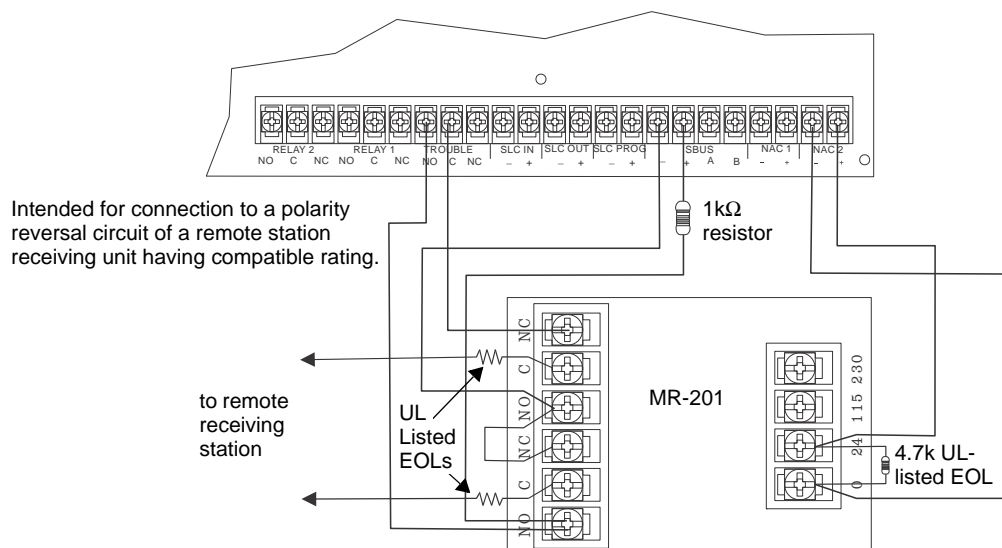 RELAY 2 RELAY 1 TROUBLE SLC IN SLC OUT SLC PROG SBUS NAC 1 NAC 2
NO C NC NO C NC NO C NC – + – + – + – + A B - + - +
Intended for connection to a polarity
reversal circuit of a remote station
receiving unit having compatible rating.
1kΩ
resistor
NC
C
NO
NC
C
NO
MR-201
230
115
24
0
to remote
receiving
station
UL
Listed
EOLs
4.7k UL-
listed EOL